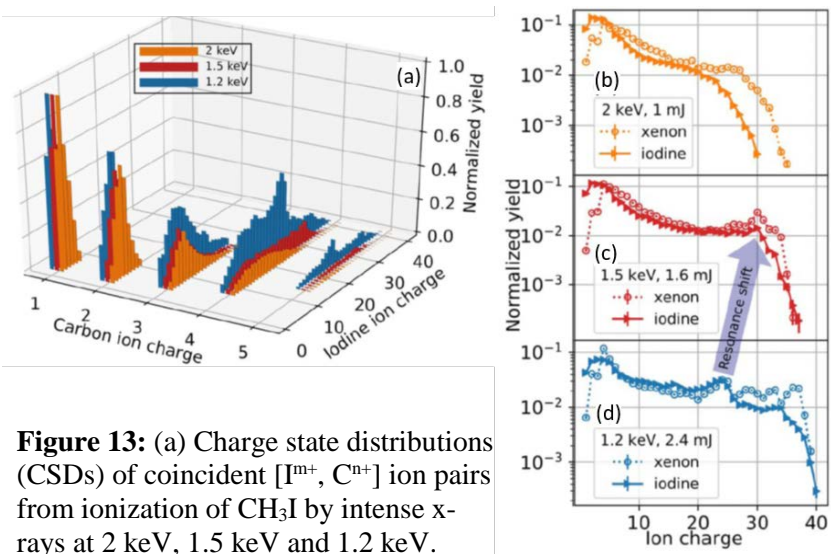 2 keV
1.5 keV
1.2 keV
(a)
1.0
0.8
0.6
0.4
0.2
0.0
Normalized yield
1
2
3
4
5
Carbon ion charge
0
10
20
30
40
Iodine ion charge
10⁻¹
10⁻²
10⁻³
(b)
2 keV, 1 mJ
xenon
iodine
10⁻¹
10⁻²
10⁻³
(c)
1.5 keV, 1.6 mJ
xenon
iodine
Normalized yield
Resonance shift
10⁻¹
10⁻²
10⁻³
(d)
1.2 keV, 2.4 mJ
xenon
iodine
10
20
30
40
Ion charge
Figure 13: (a) Charge state distributions
(CSDs) of coincident [Iᵐ⁺, Cⁿ⁺] ion pairs
from ionization of CH₃I by intense x-
rays at 2 keV, 1.5 keV and 1.2 keV.